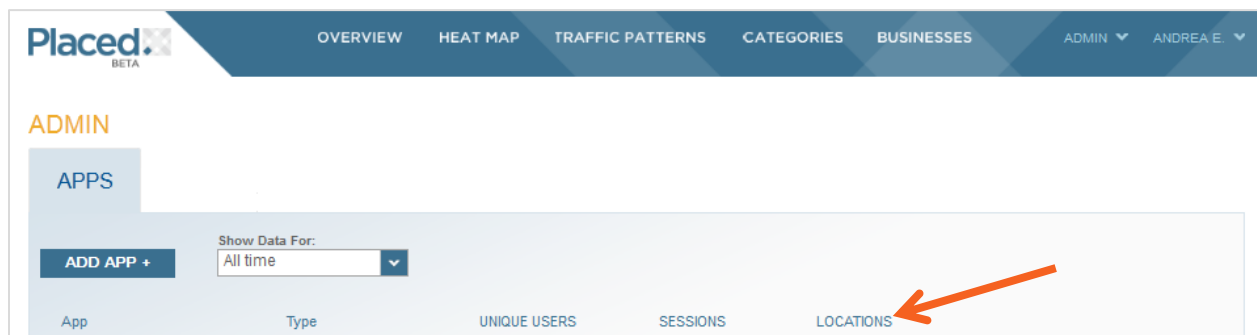 Placed. OVERVIEW HEAT MAP TRAFFIC PATTERNS CATEGORIES BUSINESSES ADMIN ANDREA E.
BETA
ADMIN
APPS
Show Data For:
ADD APP + All time
App Type UNIQUE USERS SESSIONS LOCATIONS